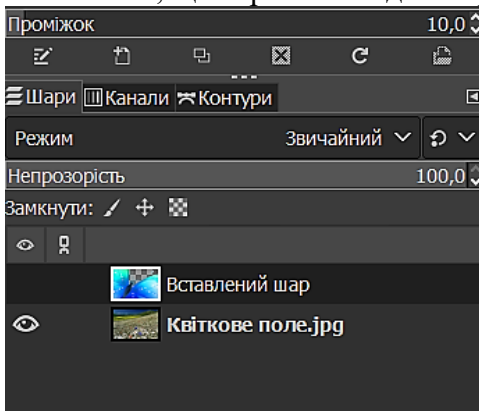 Проміжок 10,0
Шари Канали Контури
Режим Звичайний
Непрозорість 100,0
Замкнути:
Вставлений шар
Квіткове поле.jpg